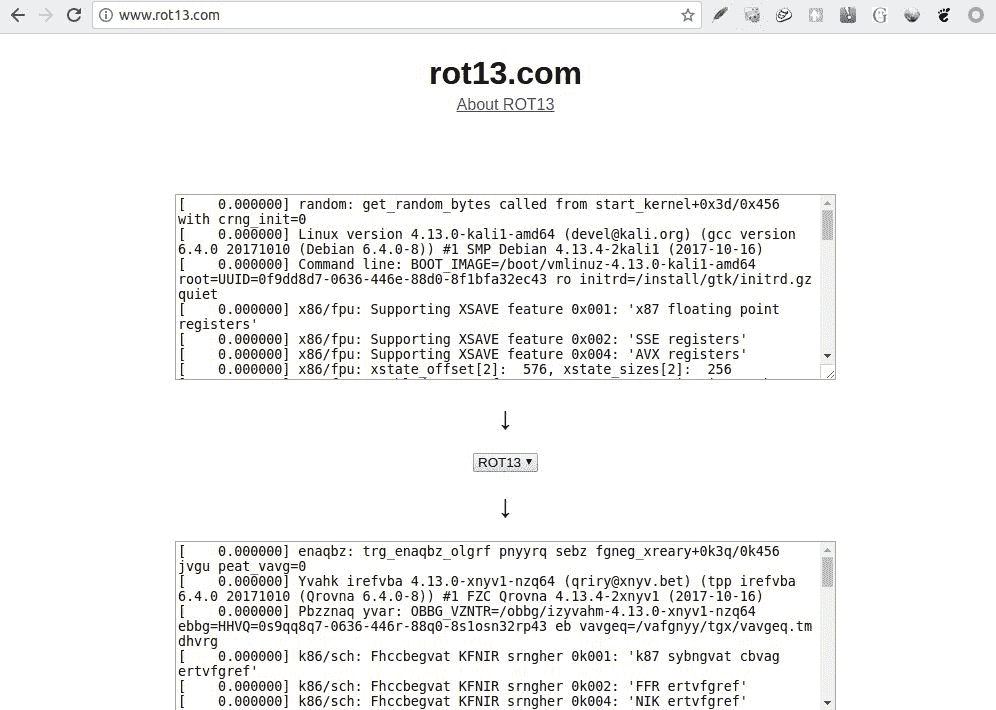 www.rot13.com
rot13.com
About ROT13
[    0.000000] random: get_random_bytes called from start_kernel+0x3d/0x456
with crng_init=0
[    0.000000] Linux version 4.13.0-kali1-amd64 (devel@kali.org) (gcc version
6.4.0 20171010 (Debian 6.4.0-8)) #1 SMP Debian 4.13.4-2kali1 (2017-10-16)
[    0.000000] Command line: BOOT_IMAGE=/boot/vmlinuz-4.13.0-kali1-amd64
root=UUID=0f9dd8d7-0636-446e-88d0-8f1bfa32ec43 ro initrd=/install/gtk/initrd.gz
quiet
[    0.000000] x86/fpu: Supporting XSAVE feature 0x001: 'x87 floating point
registers'
[    0.000000] x86/fpu: Supporting XSAVE feature 0x002: 'SSE registers'
[    0.000000] x86/fpu: Supporting XSAVE feature 0x004: 'AVX registers'
[    0.000000] x86/fpu: xstate_offset[2]:  576, xstate_sizes[2]:  256
↓
ROT13
↓
[    0.000000] enaqbz: trg_enaqbz_olgrf pnyyrq sebz fgneg_xreary+0k3q/0k456
jvgu peat_vavg=0
[    0.000000] Yvahk irefvba 4.13.0-xnyv1-nzq64 (qriry@xnyv.bet) (tpp irefvba
6.4.0 20171010 (Qrovna 6.4.0-8)) #1 FZC Qrovna 4.13.4-2xnyv1 (2017-10-16)
[    0.000000] Pbzznaq yvar: OBBG_VZNTR=/obbg/izyvahm-4.13.0-xnyv1-nzq64
ebbg=HHVQ=0s9qq8q7-0636-446r-88q0-8s1osn32rp43 eb vavgeq=/vafgnyy/tgx/vavgeq.tm
dhvrg
[    0.000000] k86/sch: Fhccbegvat KFNIR srngher 0k001: 'k87 sybngvat cbvag
ertvfgref'
[    0.000000] k86/sch: Fhccbegvat KFNIR srngher 0k002: 'FFR ertvfgref'
[    0.000000] k86/sch: Fhccbegvat KFNIR srngher 0k004: 'NIK ertvfgref'